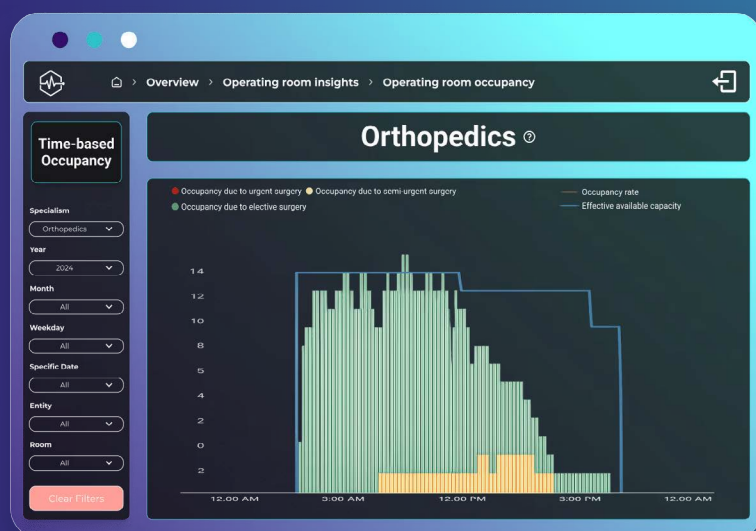 Overview > Operating room insights > Operating room occupancy
Time-based
Occupancy
Specialism
Orthopedics
Year
2024
Month
All
Weekday
All
Specific Date
All
Entity
All
Room
All
Clear Filters
Orthopedics ?
Occupancy due to urgent surgery Occupancy due to semi-urgent surgery
Occupancy due to elective surgery
Occupancy rate
Effective available capacity
14
12
10
8
5
4
2
0
2
12.00 AM 3:00 AM 12.00 PM 3:00 PM 12.00 AM